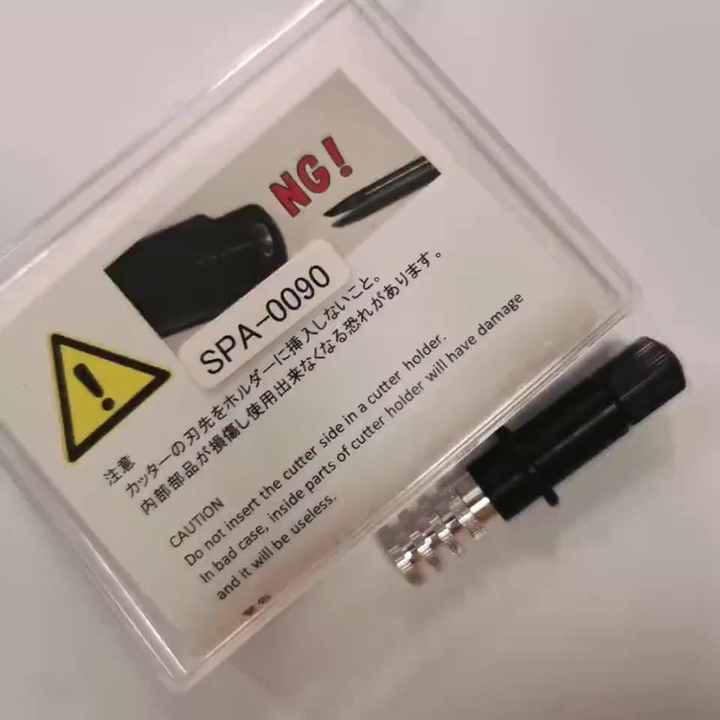 NG!
SPA-0090
注意
カッターの刃先をホルダーに挿入しないこと。
内部部品が損傷し使用出来なくなる恐れがあります。
CAUTION
Do not insert the cutter side in a cutter holder.
In bad case, inside parts of cutter holder will have damage
and it will be useless.